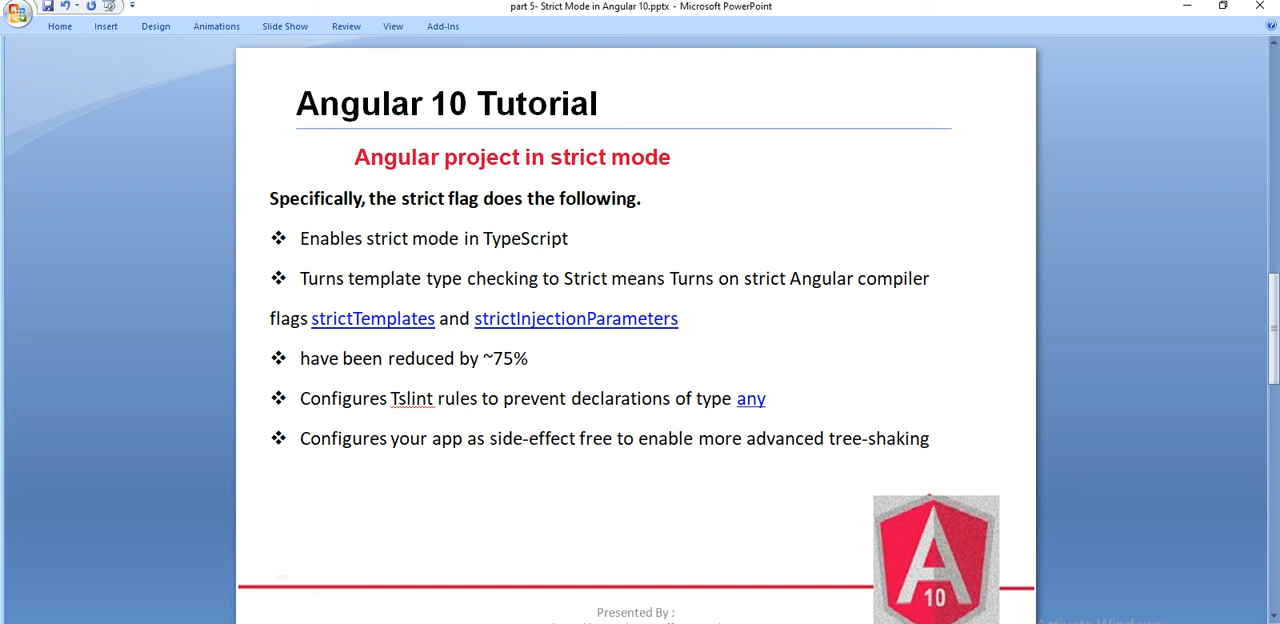 part 5- Strict Mode in Angular 10.pptx - Microsoft PowerPoint
Home Insert Design Animations Slide Show Review View Add-Ins
Angular 10 Tutorial
Angular project in strict mode
Specifically, the strict flag does the following.
❖ Enables strict mode in TypeScript
❖ Turns template type checking to Strict means Turns on strict Angular compiler
flags strictTemplates and strictInjectionParameters
❖ have been reduced by ~75%
❖ Configures Tslint rules to prevent declarations of type any
❖ Configures your app as side-effect free to enable more advanced tree-shaking
A
10
Presented By :